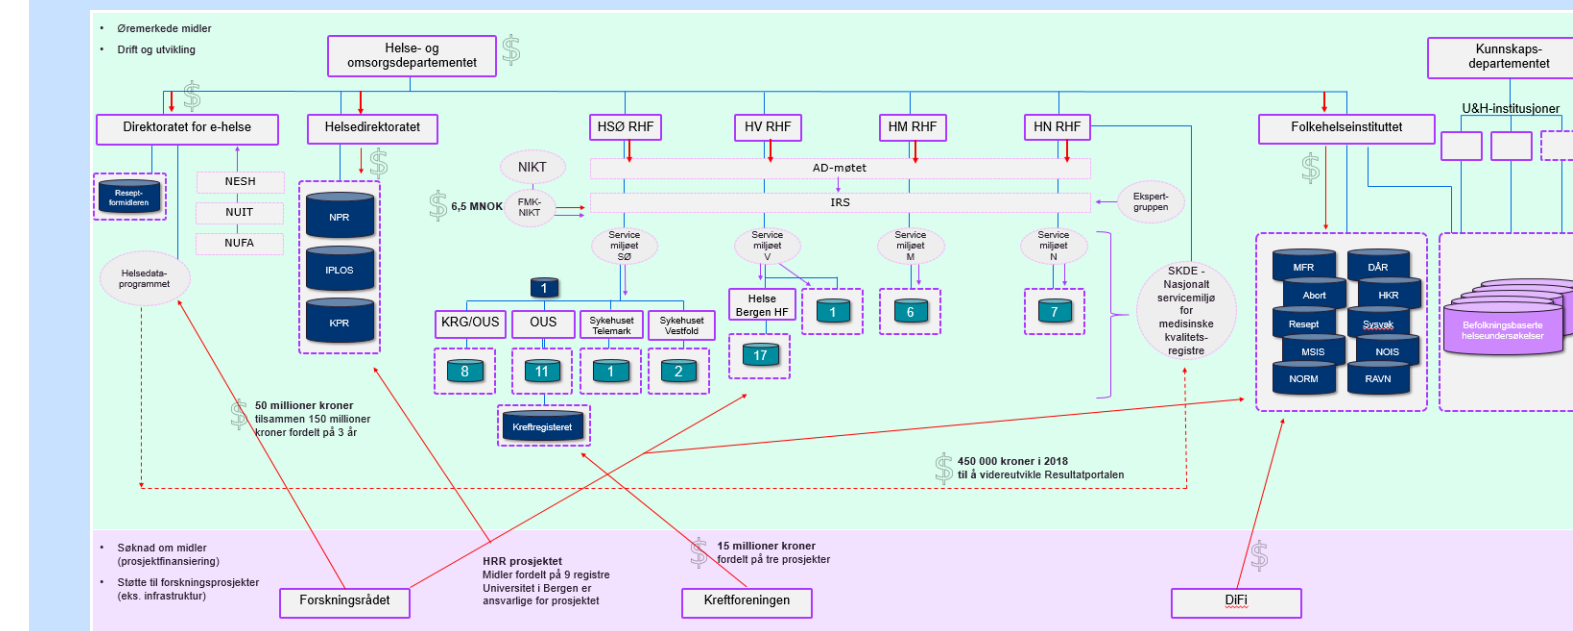 • Øremerkede midler
• Drift og utvikling
Helse- og
omsorgsdepartementet
$
Kunnskaps-
departementet
$
U&H-institusjoner
Direktoratet for e-helse
Helsedirektoratet
HSØ RHF
HV RHF
HM RHF
HN RHF
Folkehelseinstituttet
$
$
NIKT
AD-møtet
Resept-
formidleren
NESH
NUIT
NUFA
NPR
IPLOS
KPR
$
6,5 MNOK
FMK-
NIKT
IRS
Ekspert-
gruppen
Service
miljøet
SØ
Service
miljøet
V
Service
miljøet
M
Service
miljøet
N
Helsedata-
programmet
SKDE -
Nasjonalt
servicemiljø
for
medisinske
kvalitets-
registre
1
KRG/OUS
OUS
Sykehuset
Telemark
Sykehuset
Vestfold
Helse
Bergen HF
1
6
7
8
11
1
2
17
Kreftregisteret
MFR
DÅR
Abort
HKR
Resept
Sysvak
MSIS
NOIS
NORM
RAVN
Befolkningsbaserte
helseundersøkelser
$
50 millioner kroner
tilsammen 150 millioner
kroner fordelt på 3 år
$
450 000 kroner i 2018
til å videreutvikle Resultatportalen
• Søknad om midler
(prosjektfinansiering)
• Støtte til forskningsprosjekter
(eks. infrastruktur)
HRR prosjektet
Midler fordelt på 9 registre
Universitet i Bergen er
ansvarlige for prosjektet
$
15 millioner kroner
fordelt på tre prosjekter
$
Forskningsrådet
Kreftforeningen
DiFi